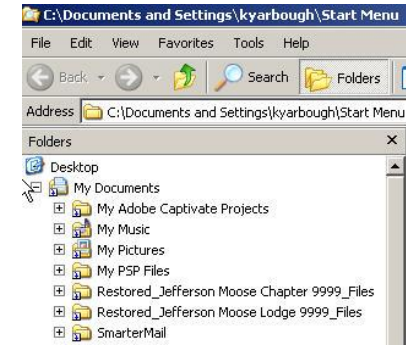 C:\Documents and Settings\kyarbough\Start Menu
File Edit View Favorites Tools Help
Back Search Folders
Address C:\Documents and Settings\kyarbough\Start Menu
Folders
Desktop
My Documents
My Adobe Captivate Projects
My Music
My Pictures
My PSP Files
Restored_Jefferson Moose Chapter 9999_Files
Restored_Jefferson Moose Lodge 9999_Files
SmarterMail